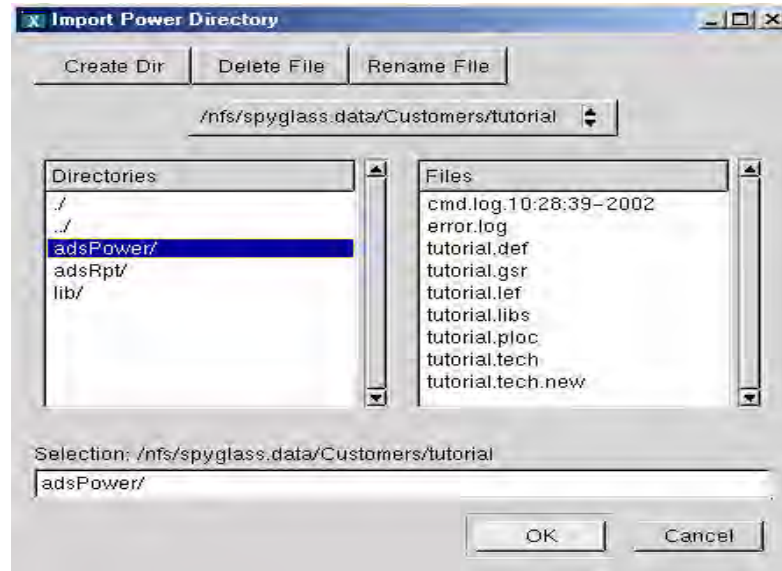 Import Power Directory
Create Dir
Delete File
Rename File
/nfs/spyglass.data/Customers/tutorial
Directories
./
../
adsPower/
adsRpt/
lib/
Files
cmd.log.10:28:39-2002
error.log
tutorial.def
tutorial.gsr
tutorial.lef
tutorial.libs
tutorial.ploc
tutorial.tech
tutorial.tech.new
Selection: /nfs/spyglass.data/Customers/tutorial
adsPower/
OK
Cancel